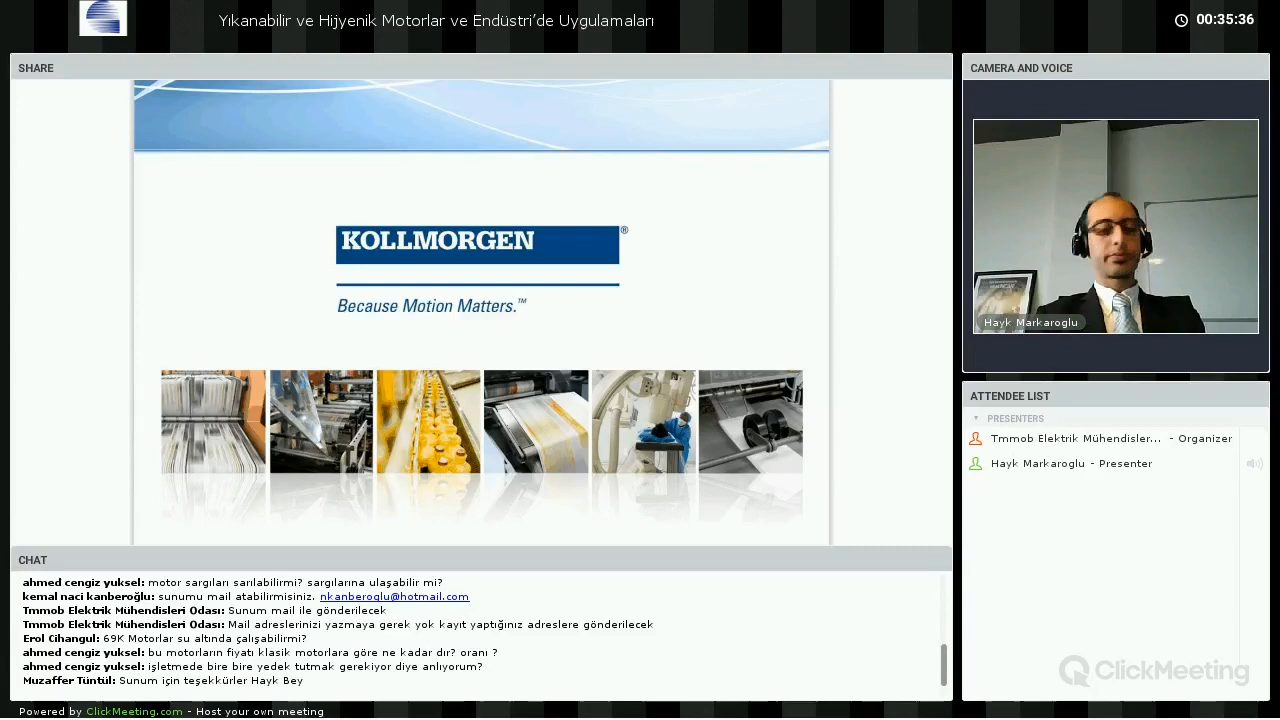 Yıkanabilir ve Hijyenik Motorlar ve Endüstri’de Uygulamaları
00:35:36
SHARE
KOLLMORGEN®
Because Motion Matters.™
CAMERA AND VOICE
Hayk Markaroglu
ATTENDEE LIST
PRESENTERS
Tmmob Elektrik Mühendisler... - Organizer
Hayk Markaroglu - Presenter
CHAT
ahmed cengiz yuksel: motor sargıları sarılabilirmi? sargılarına ulaşabilir mi?
kemal naci kanberoğlu: sunumu mail atabilirmisiniz. nkanberoglu@hotmail.com
Tmmob Elektrik Mühendisleri Odası: Sunum mail ile gönderilecek
Tmmob Elektrik Mühendisleri Odası: Mail adreslerinizi yazmaya gerek yok kayıt yaptığınız adreslere gönderilecek
Erol Cihangul: 69K Motorlar su altında çalışabilirmi?
ahmed cengiz yuksel: bu motorların fiyatı klasik motorlara göre ne kadar dır? oranı ?
ahmed cengiz yuksel: işletmede bire bire yedek tutmak gerekiyor diye anlıyorum?
Muzaffer Tüntül: Sunum için teşekkürler Hayk Bey
ClickMeeting
Powered by ClickMeeting.com - Host your own meeting